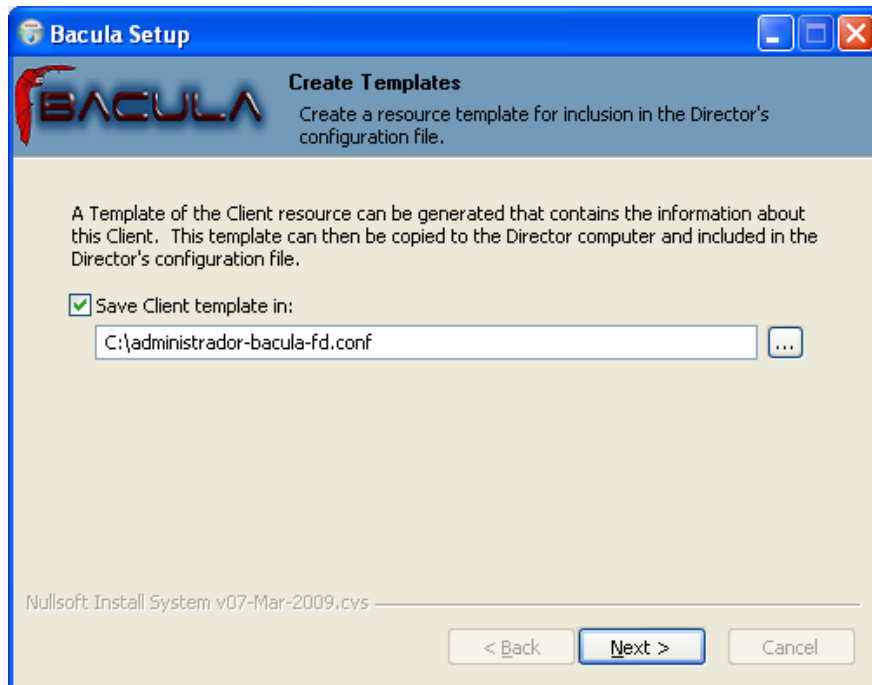 Bacula Setup
BACULA
Create Templates
Create a resource template for inclusion in the Director's
configuration file.
A Template of the Client resource can be generated that contains the information about
this Client.  This template can then be copied to the Director computer and included in the
Director's configuration file.
Save Client template in:
C:\administrador-bacula-fd.conf
...
Nullsoft Install System v07-Mar-2009.cvs
< Back
Next >
Cancel